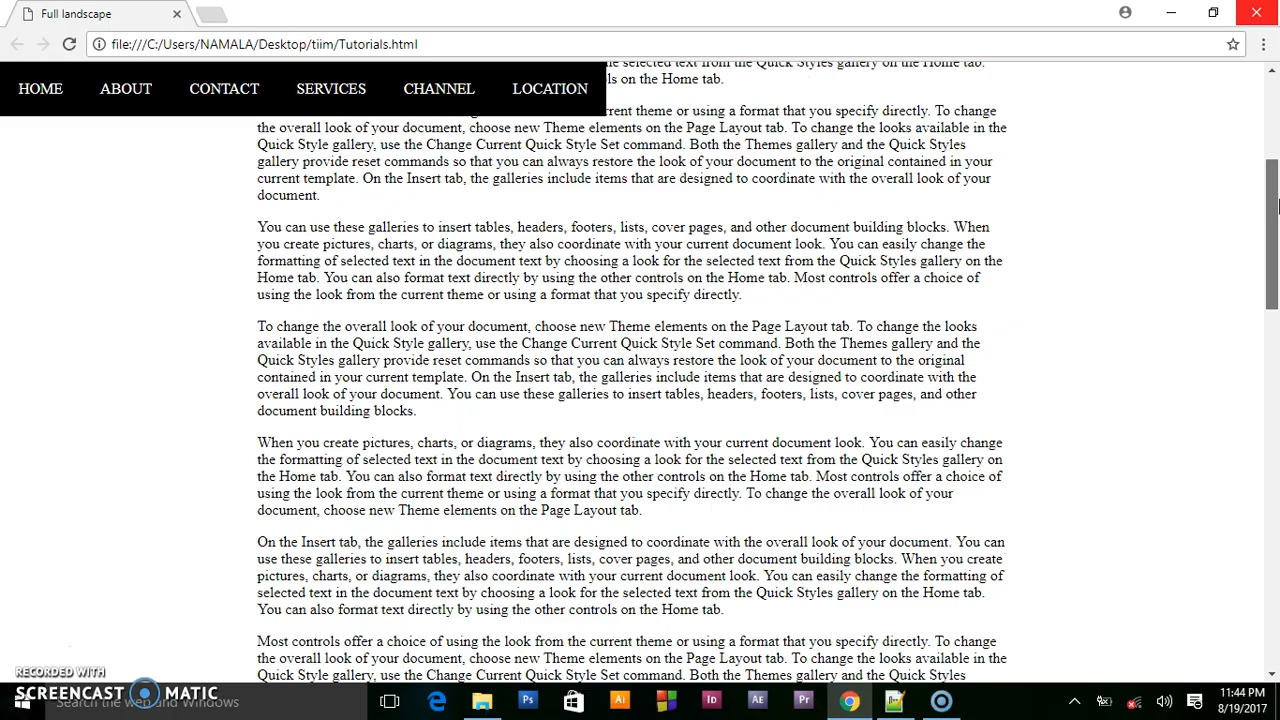 Full landscape
file:///C:/Users/NAMALA/Desktop/tiim/Tutorials.html
the selected text from the Quick Styles gallery on the Home tab.
ls on the Home tab.
HOME ABOUT CONTACT SERVICES CHANNEL LOCATION
rrent theme or using a format that you specify directly. To change
the overall look of your document, choose new Theme elements on the Page Layout tab. To change the looks available in the
Quick Style gallery, use the Change Current Quick Style Set command. Both the Themes gallery and the Quick Styles
gallery provide reset commands so that you can always restore the look of your document to the original contained in your
current template. On the Insert tab, the galleries include items that are designed to coordinate with the overall look of your
document.
You can use these galleries to insert tables, headers, footers, lists, cover pages, and other document building blocks. When
you create pictures, charts, or diagrams, they also coordinate with your current document look. You can easily change the
formatting of selected text in the document text by choosing a look for the selected text from the Quick Styles gallery on the
Home tab. You can also format text directly by using the other controls on the Home tab. Most controls offer a choice of
using the look from the current theme or using a format that you specify directly.
To change the overall look of your document, choose new Theme elements on the Page Layout tab. To change the looks
available in the Quick Style gallery, use the Change Current Quick Style Set command. Both the Themes gallery and the
Quick Styles gallery provide reset commands so that you can always restore the look of your document to the original
contained in your current template. On the Insert tab, the galleries include items that are designed to coordinate with the
overall look of your document. You can use these galleries to insert tables, headers, footers, lists, cover pages, and other
document building blocks.
When you create pictures, charts, or diagrams, they also coordinate with your current document look. You can easily change
the formatting of selected text in the document text by choosing a look for the selected text from the Quick Styles gallery on
the Home tab. You can also format text directly by using the other controls on the Home tab. Most controls offer a choice of
using the look from the current theme or using a format that you specify directly. To change the overall look of your
document, choose new Theme elements on the Page Layout tab.
On the Insert tab, the galleries include items that are designed to coordinate with the overall look of your document. You can
use these galleries to insert tables, headers, footers, lists, cover pages, and other document building blocks. When you create
pictures, charts, or diagrams, they also coordinate with your current document look. You can easily change the formatting of
selected text in the document text by choosing a look for the selected text from the Quick Styles gallery on the Home tab.
You can also format text directly by using the other controls on the Home tab.
Most controls offer a choice of using the look from the current theme or using a format that you specify directly. To change
the overall look of your document, choose new Theme elements on the Page Layout tab. To change the looks available in the
Quick Style gallery, use the Change Current Quick Style Set command. Both the Themes gallery and the Quick Styles
RECORDED WITH
SCREENCAST MATIC
Search the web and Windows
Ps Ai Id AE Pr
11:44 PM
8/19/2017